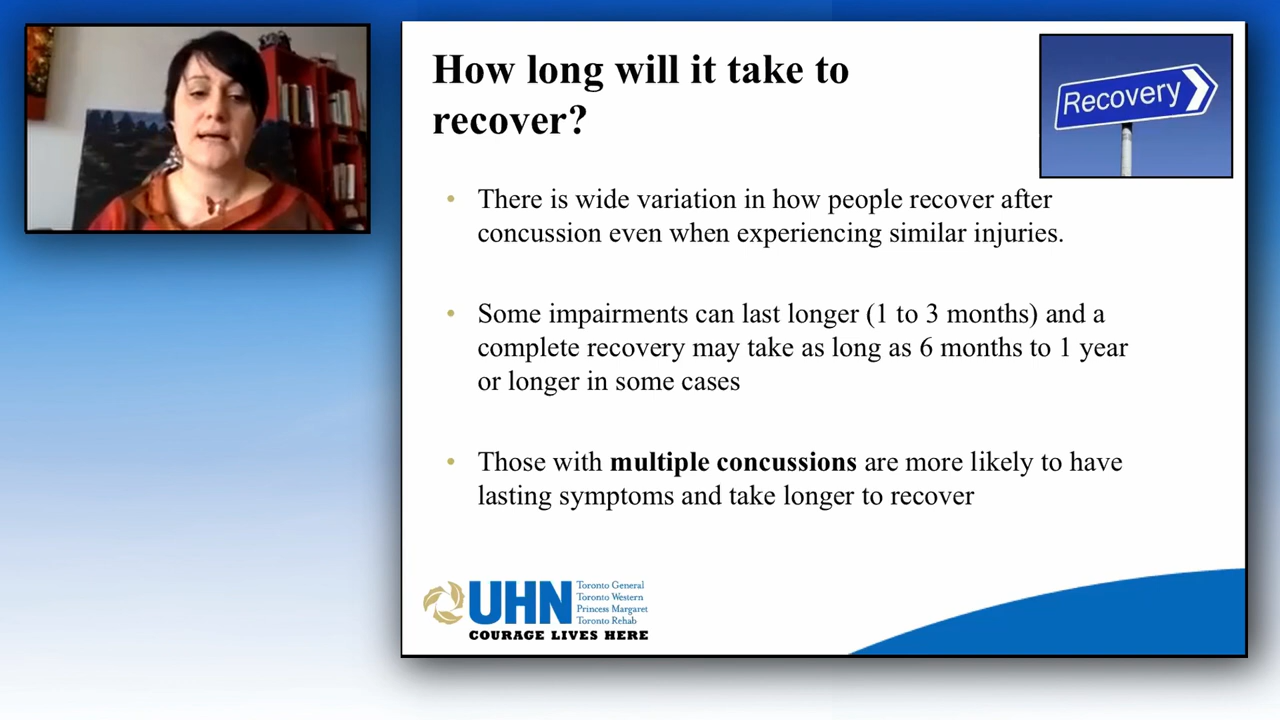 How long will it take to
recover?
Recovery
• There is wide variation in how people recover after
concussion even when experiencing similar injuries.
• Some impairments can last longer (1 to 3 months) and a
complete recovery may take as long as 6 months to 1 year
or longer in some cases
• Those with multiple concussions are more likely to have
lasting symptoms and take longer to recover
UHN
Toronto General
Toronto Western
Princess Margaret
Toronto Rehab
COURAGE LIVES HERE